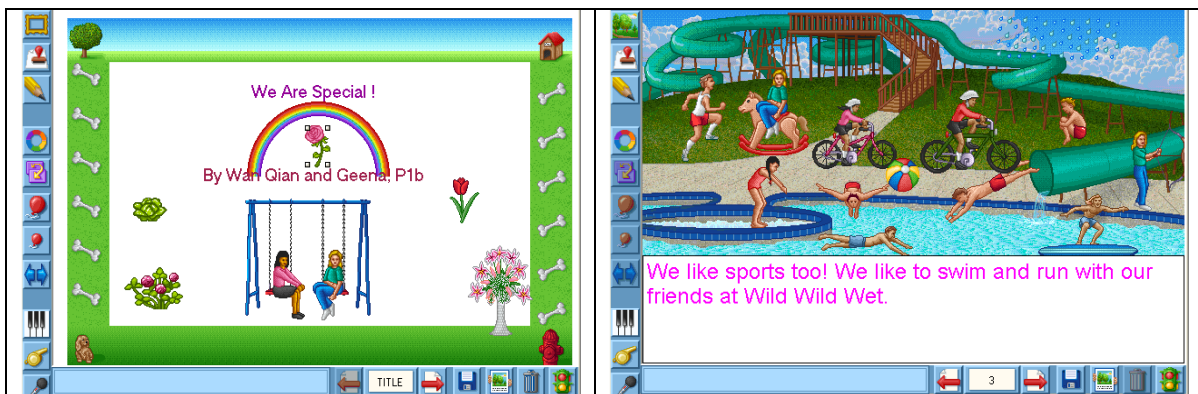 We Are Special !
By Wan Qian and Geena, P1b
TITLE
We like sports too! We like to swim and run with our
friends at Wild Wild Wet.
3